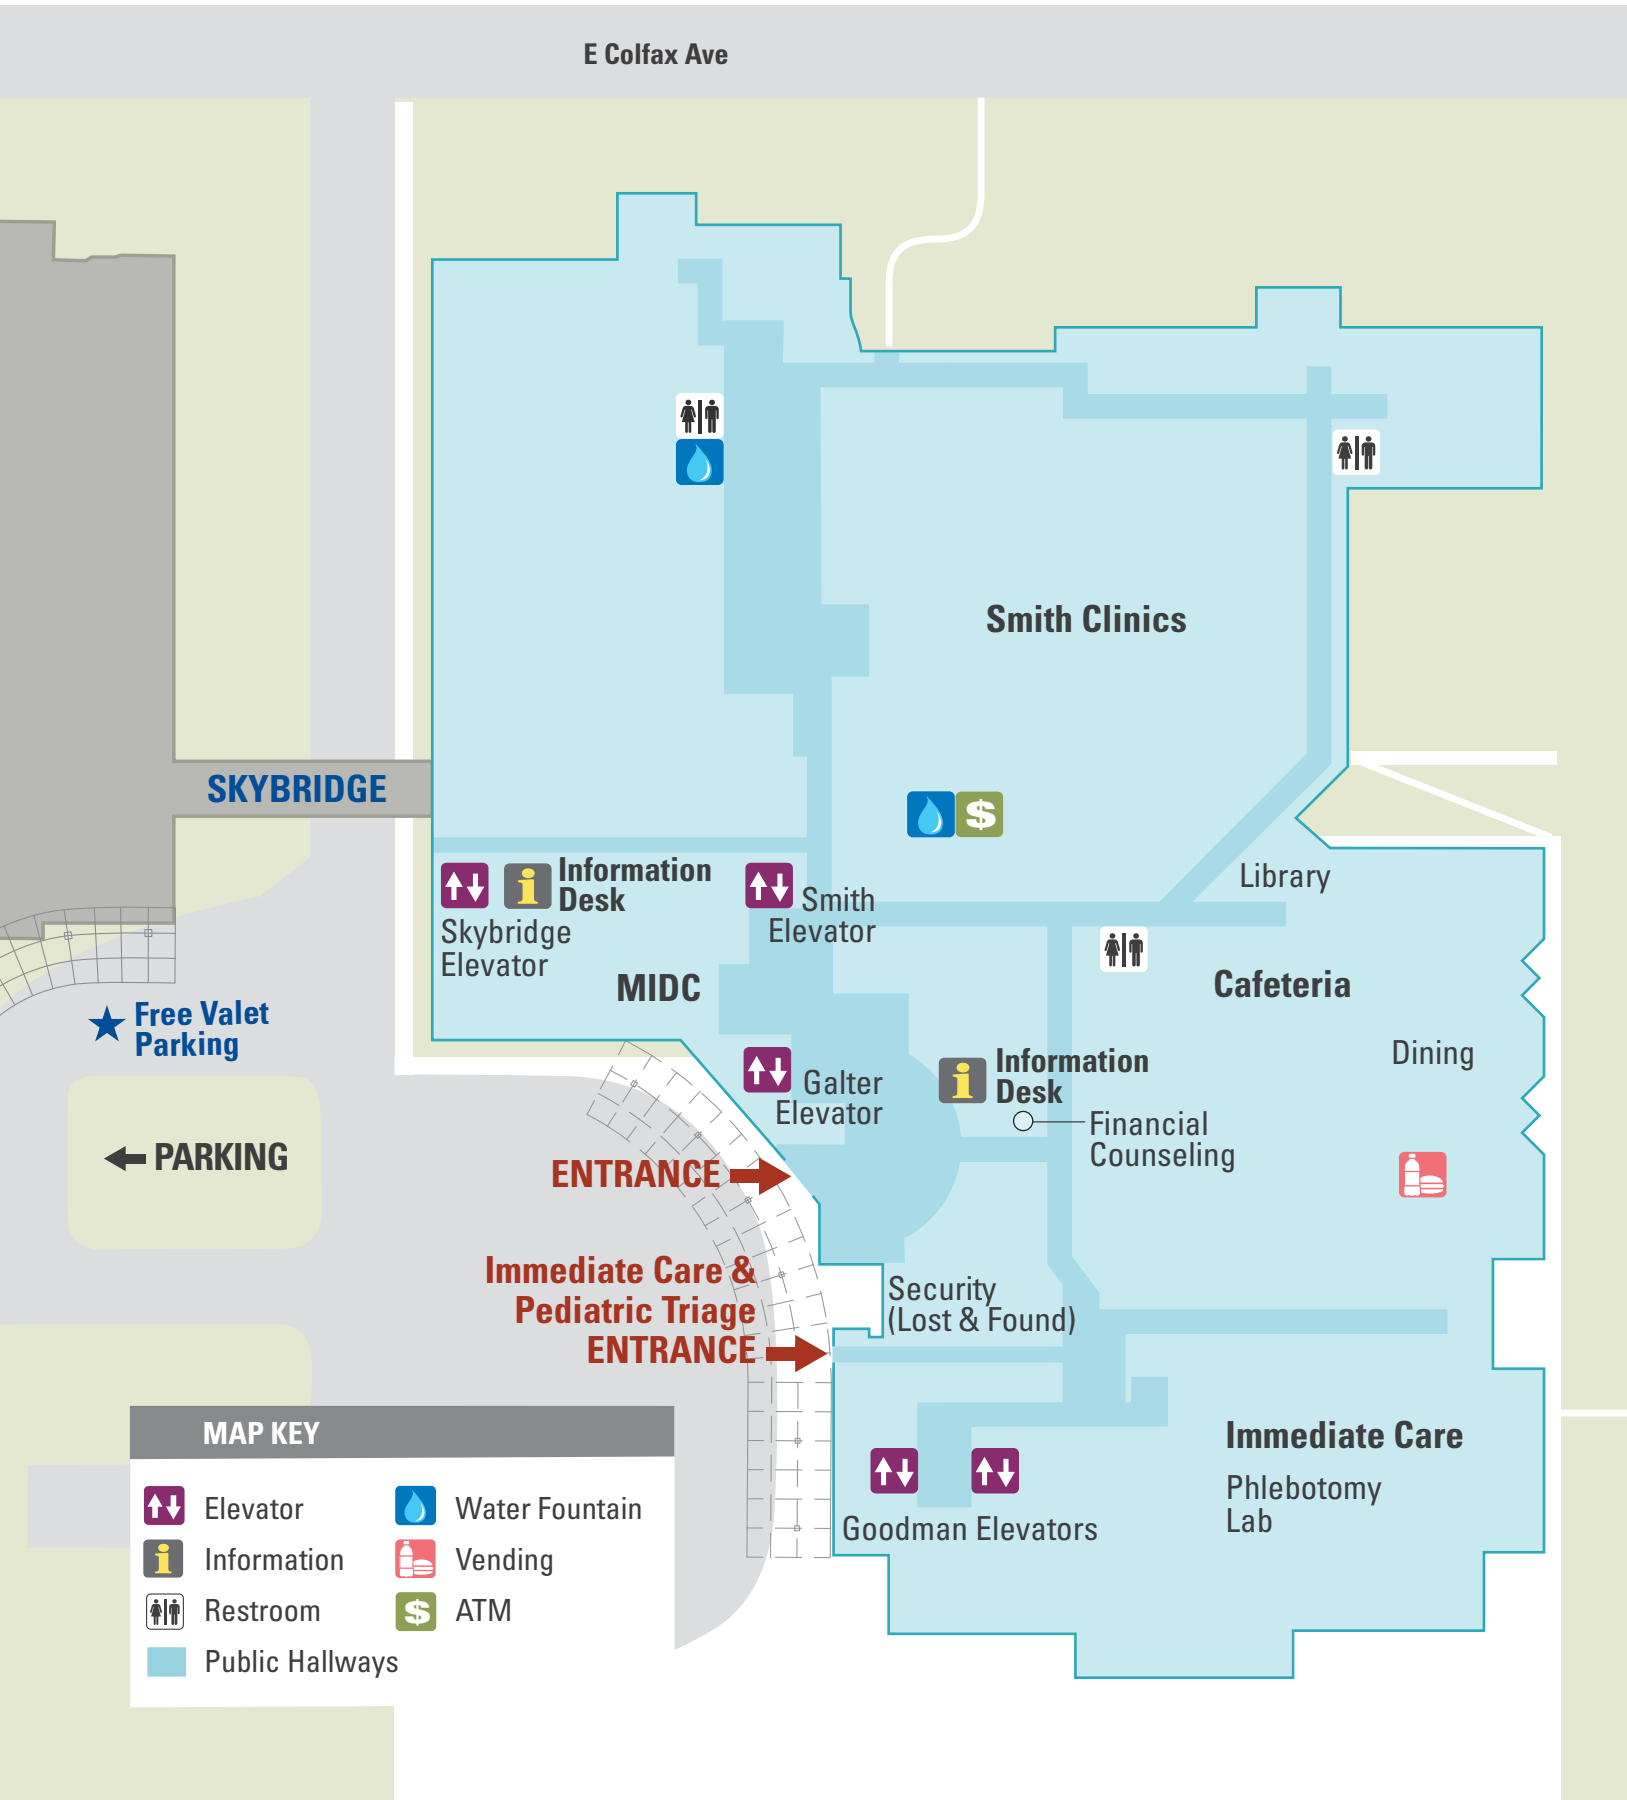 E Colfax Ave
Smith Clinics
SKYBRIDGE
$
Information
Desk
Skybridge
Elevator
Smith
Elevator
Library
MIDC
Cafeteria
Free Valet
Parking
Dining
Galter
Elevator
Information
Desk
Financial
Counseling
PARKING
ENTRANCE
Immediate Care &
Pediatric Triage
ENTRANCE
Security
(Lost & Found)
Immediate Care
Phlebotomy
Lab
Goodman Elevators
MAP KEY
Elevator
Water Fountain
Information
Vending
Restroom
$ ATM
Public Hallways